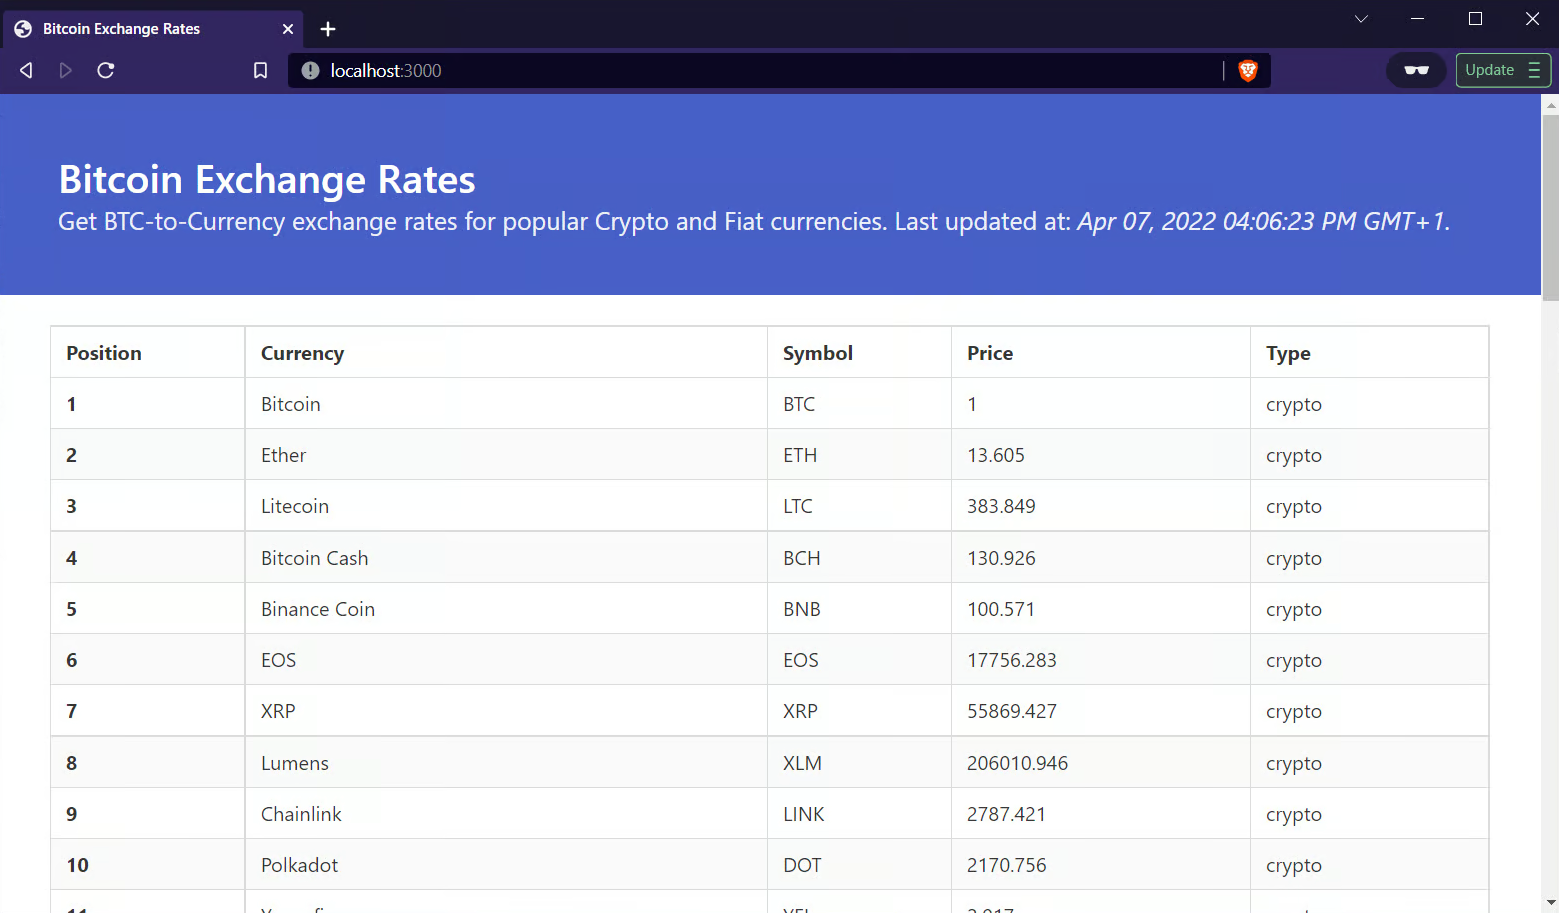 Bitcoin Exchange Rates
localhost:3000
Update
Bitcoin Exchange Rates
Get BTC-to-Currency exchange rates for popular Crypto and Fiat currencies. Last updated at: Apr 07, 2022 04:06:23 PM GMT+1.
Position Currency Symbol Price Type
1 Bitcoin BTC 1 crypto
2 Ether ETH 13.605 crypto
3 Litecoin LTC 383.849 crypto
4 Bitcoin Cash BCH 130.926 crypto
5 Binance Coin BNB 100.571 crypto
6 EOS EOS 17756.283 crypto
7 XRP XRP 55869.427 crypto
8 Lumens XLM 206010.946 crypto
9 Chainlink LINK 2787.421 crypto
10 Polkadot DOT 2170.756 crypto
11